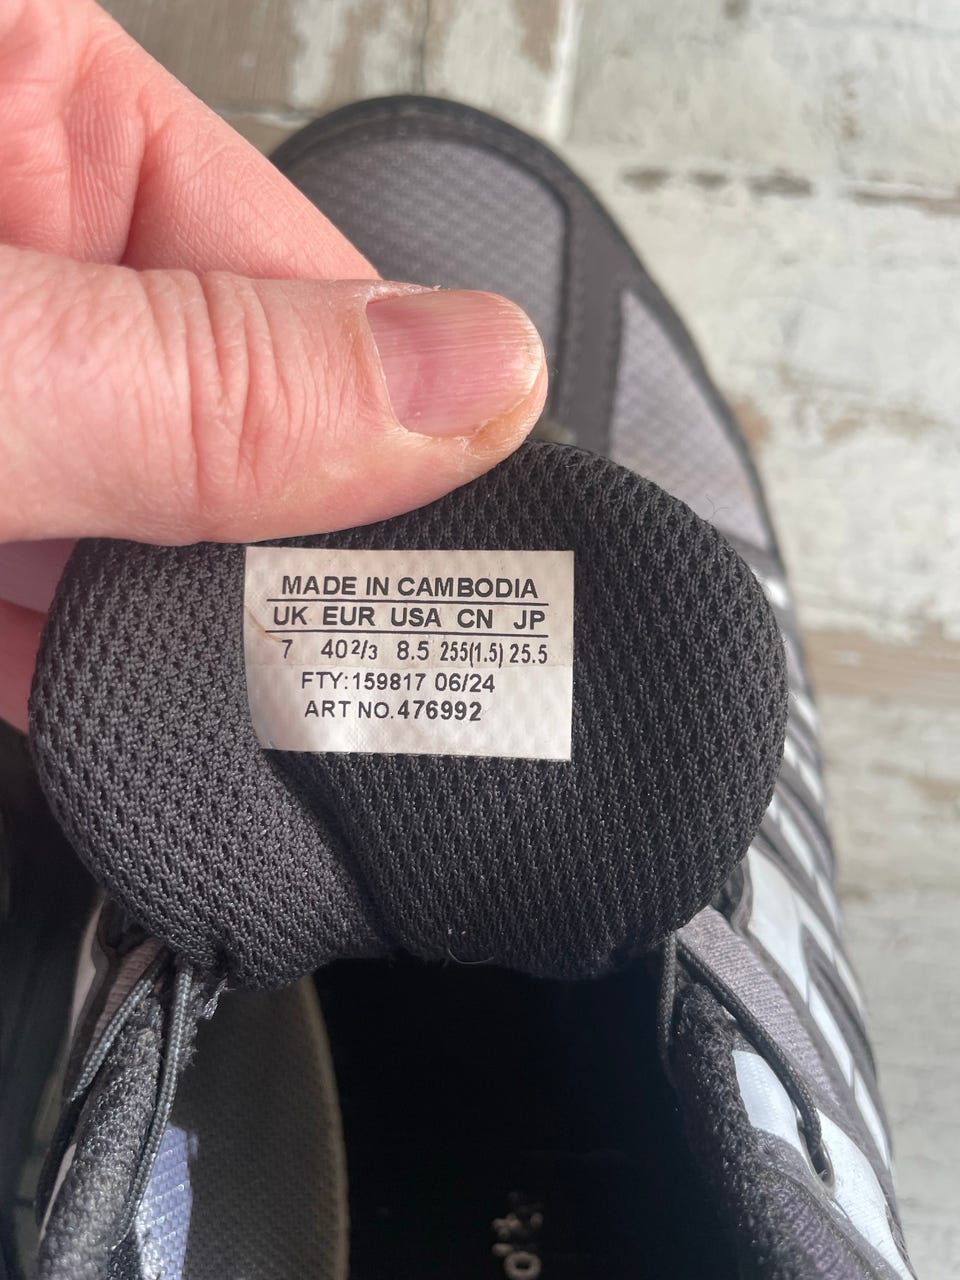 MADE IN CAMBODIA
UK EUR USA CN JP
7 40 2/3 8.5 255(1.5) 25.5
FTY:159817 06/24
ART NO.476992